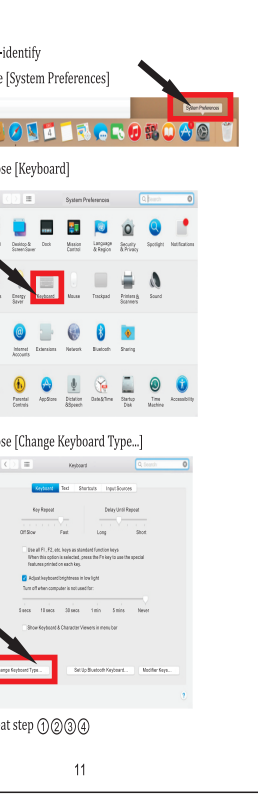 -identify
e [System Preferences]
System Preferences
ose [Keyboard]
System Preferences
Search
Desktop & Screen Saver
Dock
Mission Control
Language & Region
Security & Privacy
Spotlight
Notifications
Energy Saver
Keyboard
Mouse
Trackpad
Printers & Scanners
Sound
Internet Accounts
Extensions
Network
Bluetooth
Sharing
Parental Controls
AppStore
Dictation &Speech
Date&Time
Startup Disk
Time Machine
Accessibility
ose [Change Keyboard Type...]
Keyboard
Search
Keyboard Text Shortcuts Input Sources
Key Repeat Delay Until Repeat
Off Slow Fast Long Short
Use all F1, F2, etc. keys as standard function keys
When this option is selected, press the Fn key to use the special
features printed on each key.
Adjust keyboard brightness in low light
Turn off when computer is not used for:
5 secs 10 secs 30 secs 1 min 5 mins Never
Show Keyboard & Character Viewers in menu bar
ange Keyboard Type... Set Up Bluetooth Keyboard... Modifier Keys...
?
at step ①②③④
11